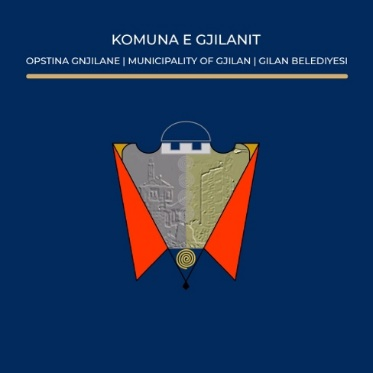 KOMUNA E GJILANIT
OPSTINA GNJILANE | MUNICIPALITY OF GJILAN | GILAN BELEDIYESI